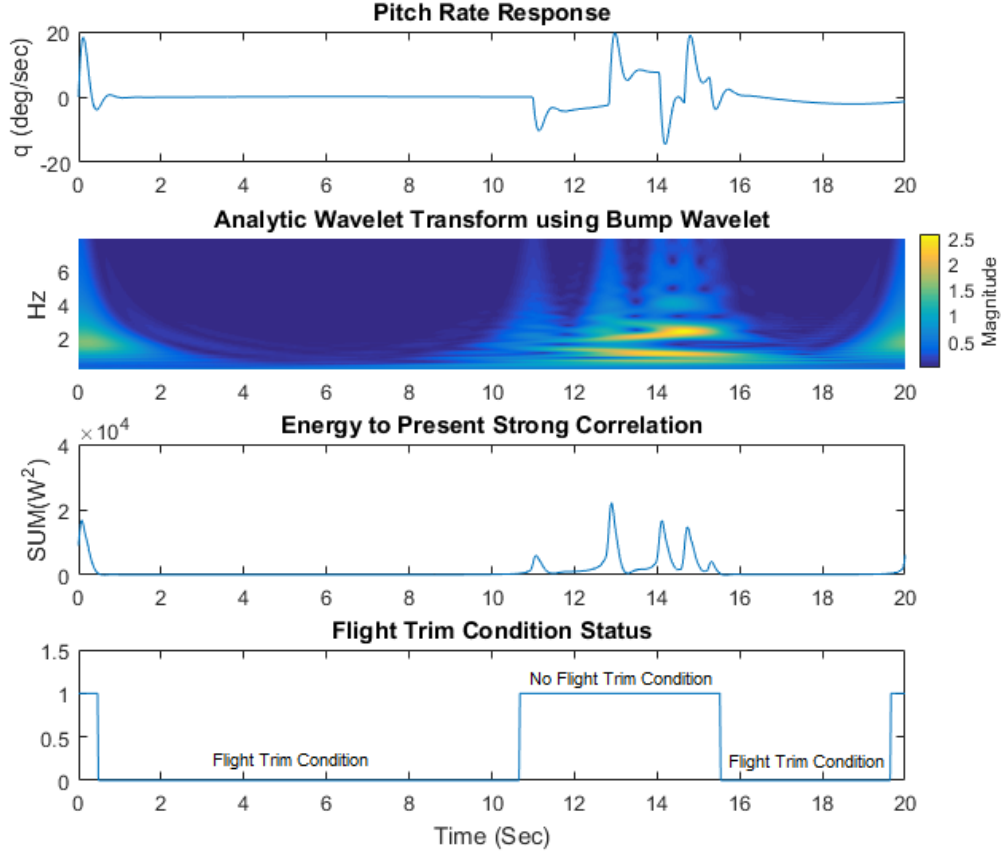 Pitch Rate Response
q (deg/sec)
20
0
-20
0 2 4 6 8 10 12 14 16 18 20
Analytic Wavelet Transform using Bump Wavelet
Hz
6
4
2
0 2 4 6 8 10 12 14 16 18 20
2.5
2
1.5
1
0.5
Magnitude
Energy to Present Strong Correlation
×10⁴
SUM(W²)
4
2
0
0 2 4 6 8 10 12 14 16 18 20
Flight Trim Condition Status
1.5
1
0.5
0
No Flight Trim Condition
Flight Trim Condition
Flight Trim Condition
0 2 4 6 8 10 12 14 16 18 20
Time (Sec)